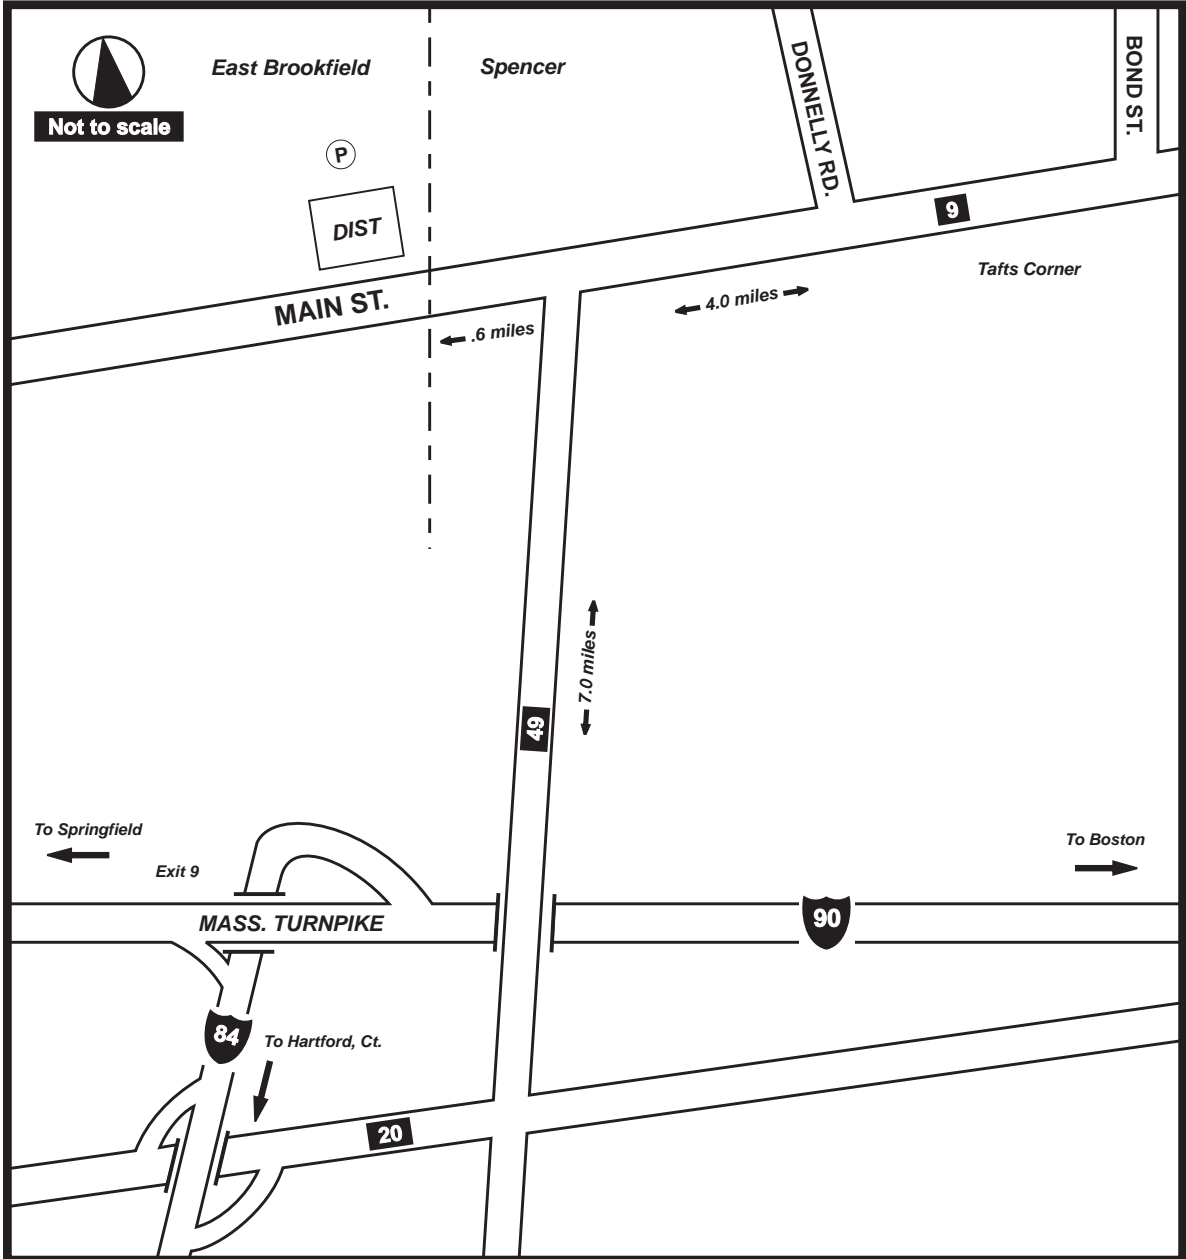 East Brookfield
Spencer
DONNELLY RD.
BOND ST.
Not to scale
P
DIST
9
Tafts Corner
MAIN ST.
4.0 miles
.6 miles
7.0 miles
49
To Springfield
To Boston
Exit 9
MASS. TURNPIKE
90
84
To Hartford, Ct.
20